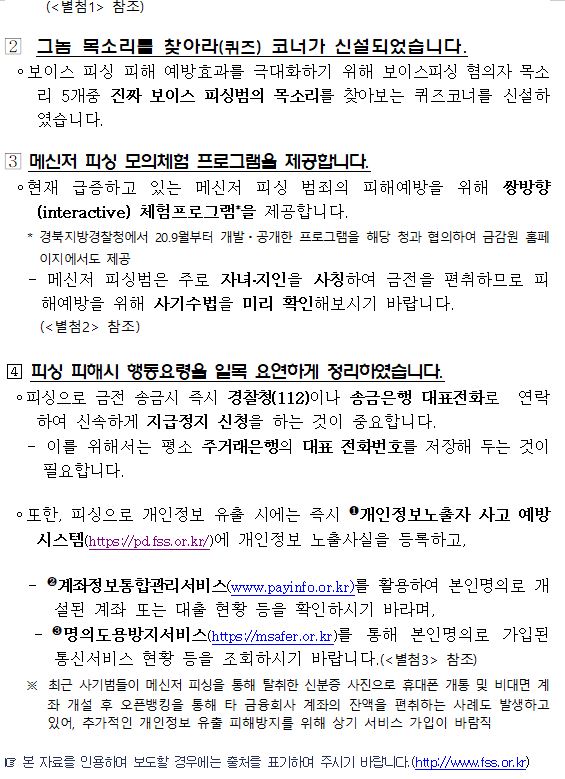 (<별첨1> 참조)
2 그놈 목소리를 찾아라(퀴즈) 코너가 신설되었습니다.
○보이스 피싱 피해 예방효과를 극대화하기 위해 보이스피싱 혐의자 목소
리 5개중 진짜 보이스 피싱범의 목소리를 찾아보는 퀴즈코너를 신설하
였습니다.
3 메신저 피싱 모의체험 프로그램을 제공합니다.
○현재 급증하고 있는 메신저 피싱 범죄의 피해예방을 위해 쌍방향
(interactive) 체험프로그램*을 제공합니다.
* 경북지방경찰청에서 20.9월부터 개발·공개한 프로그램을 해당 청과 협의하여 금감원 홈페
이지에서도 제공
- 메신저 피싱범은 주로 자녀·지인을 사칭하여 금전을 편취하므로 피
해예방을 위해 사기수법을 미리 확인해보시기 바랍니다.
(<별첨2> 참조)
4 피싱 피해시 행동요령을 일목 요연하게 정리하였습니다.
○피싱으로 금전 송금시 즉시 경찰청(112)이나 송금은행 대표전화로 연락
하여 신속하게 지급정지 신청을 하는 것이 중요합니다.
- 이를 위해서는 평소 주거래은행의 대표 전화번호를 저장해 두는 것이
필요합니다.
○또한, 피싱으로 개인정보 유출 시에는 즉시 ❶개인정보노출자 사고 예방
시스템(https://pd.fss.or.kr/)에 개인정보 노출사실을 등록하고,
- ❷계좌정보통합관리서비스(www.payinfo.or.kr)를 활용하여 본인명의로 개
설된 계좌 또는 대출 현황 등을 확인하시기 바라며,
- ❸명의도용방지서비스(https://msafer.or.kr)를 통해 본인명의로 가입된
통신서비스 현황 등을 조회하시기 바랍니다.(<별첨3> 참조)
※ 최근 사기범들이 메신저 피싱을 통해 탈취한 신분증 사진으로 휴대폰 개통 및 비대면 계
좌 개설 후 오픈뱅킹을 통해 타 금융회사 계좌의 잔액을 편취하는 사례도 발생하고
있어, 추가적인 개인정보 유출 피해방지를 위해 상기 서비스 가입이 바람직
☞ 본 자료를 인용하여 보도할 경우에는 출처를 표기하여 주시기 바랍니다.(http://www.fss.or.kr)